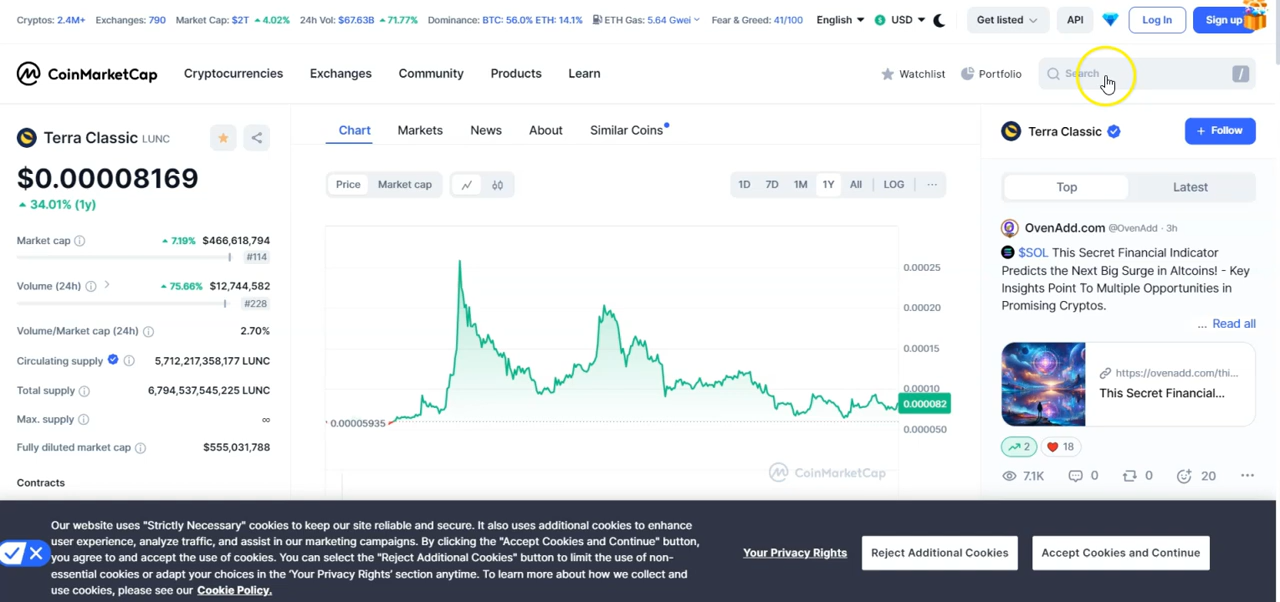 Cryptos: 2.4M+ Exchanges: 790 Market Cap: $2T 4.02% 24h Vol: $67.63B 71.77% Dominance: BTC: 56.0% ETH: 14.1% ETH Gas: 5.64 Gwei Fear & Greed: 41/100 English USD Get listed API Log In Sign up
CoinMarketCap Cryptocurrencies Exchanges Community Products Learn Watchlist Portfolio Search /
Terra Classic LUNC
$0.00008169
34.01% (1y)
Market cap 7.19% $466,618,794
#114
Volume (24h) 75.66% $12,744,582
#228
Volume/Market cap (24h) 2.70%
Circulating supply 5,712,217,358,177 LUNC
Total supply 6,794,537,545,225 LUNC
Max. supply ∞
Fully diluted market cap $555,031,788
Contracts
Chart Markets News About Similar Coins
Price Market cap 1D 7D 1M 1Y All LOG ...
0.00025
0.00020
0.00015
0.00010
0.000082
0.000050
0.00005935
CoinMarketCap
Terra Classic + Follow
Top Latest
OvenAdd.com @OvenAdd · 3h
$SOL This Secret Financial Indicator
Predicts the Next Big Surge in Altcoins! - Key
Insights Point To Multiple Opportunities in
Promising Cryptos.
... Read all
https://ovenadd.com/thi...
This Secret Financial...
2 18
7.1K 0 0 20 ...
Our website uses "Strictly Necessary" cookies to keep our site reliable and secure. It also uses additional cookies to enhance
user experience, analyze traffic, and assist in our marketing campaigns. By clicking the "Accept Cookies and Continue" button,
you agree to and accept the use of cookies. You can select the "Reject Additional Cookies" button to limit the use of non-
essential cookies or adapt your choices in the 'Your Privacy Rights' section anytime. To learn more about how we collect and
use cookies, please see our Cookie Policy.
Your Privacy Rights Reject Additional Cookies Accept Cookies and Continue